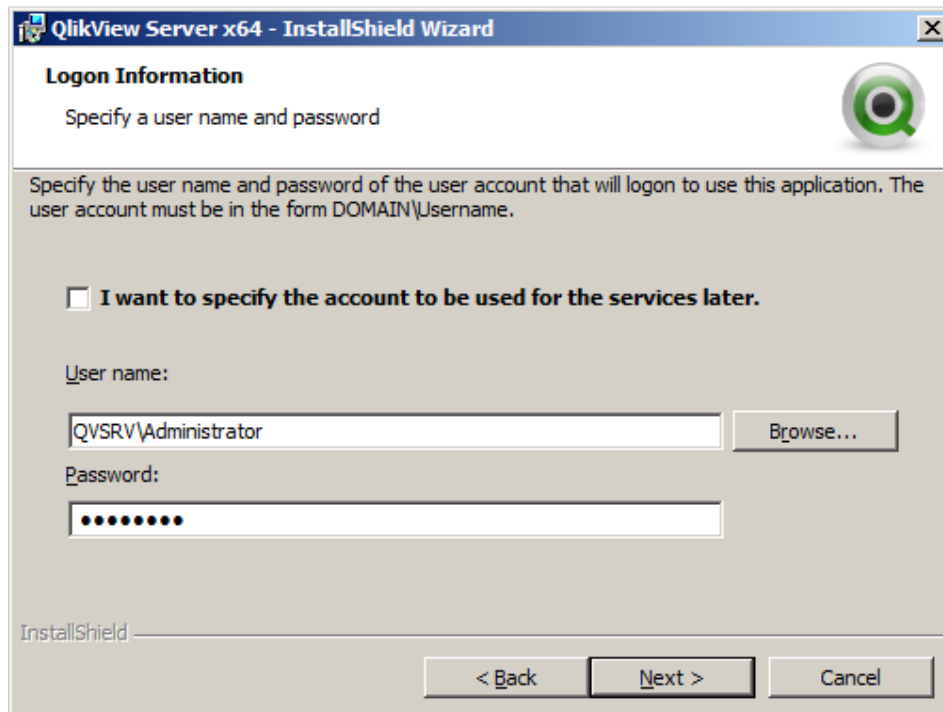 QlikView Server x64 - InstallShield Wizard
Logon Information
Specify a user name and password
Specify the user name and password of the user account that will logon to use this application. The
user account must be in the form DOMAIN\Username.
I want to specify the account to be used for the services later.
User name:
QVSRV\Administrator
Browse...
Password:
••••••••
InstallShield
< Back
Next >
Cancel